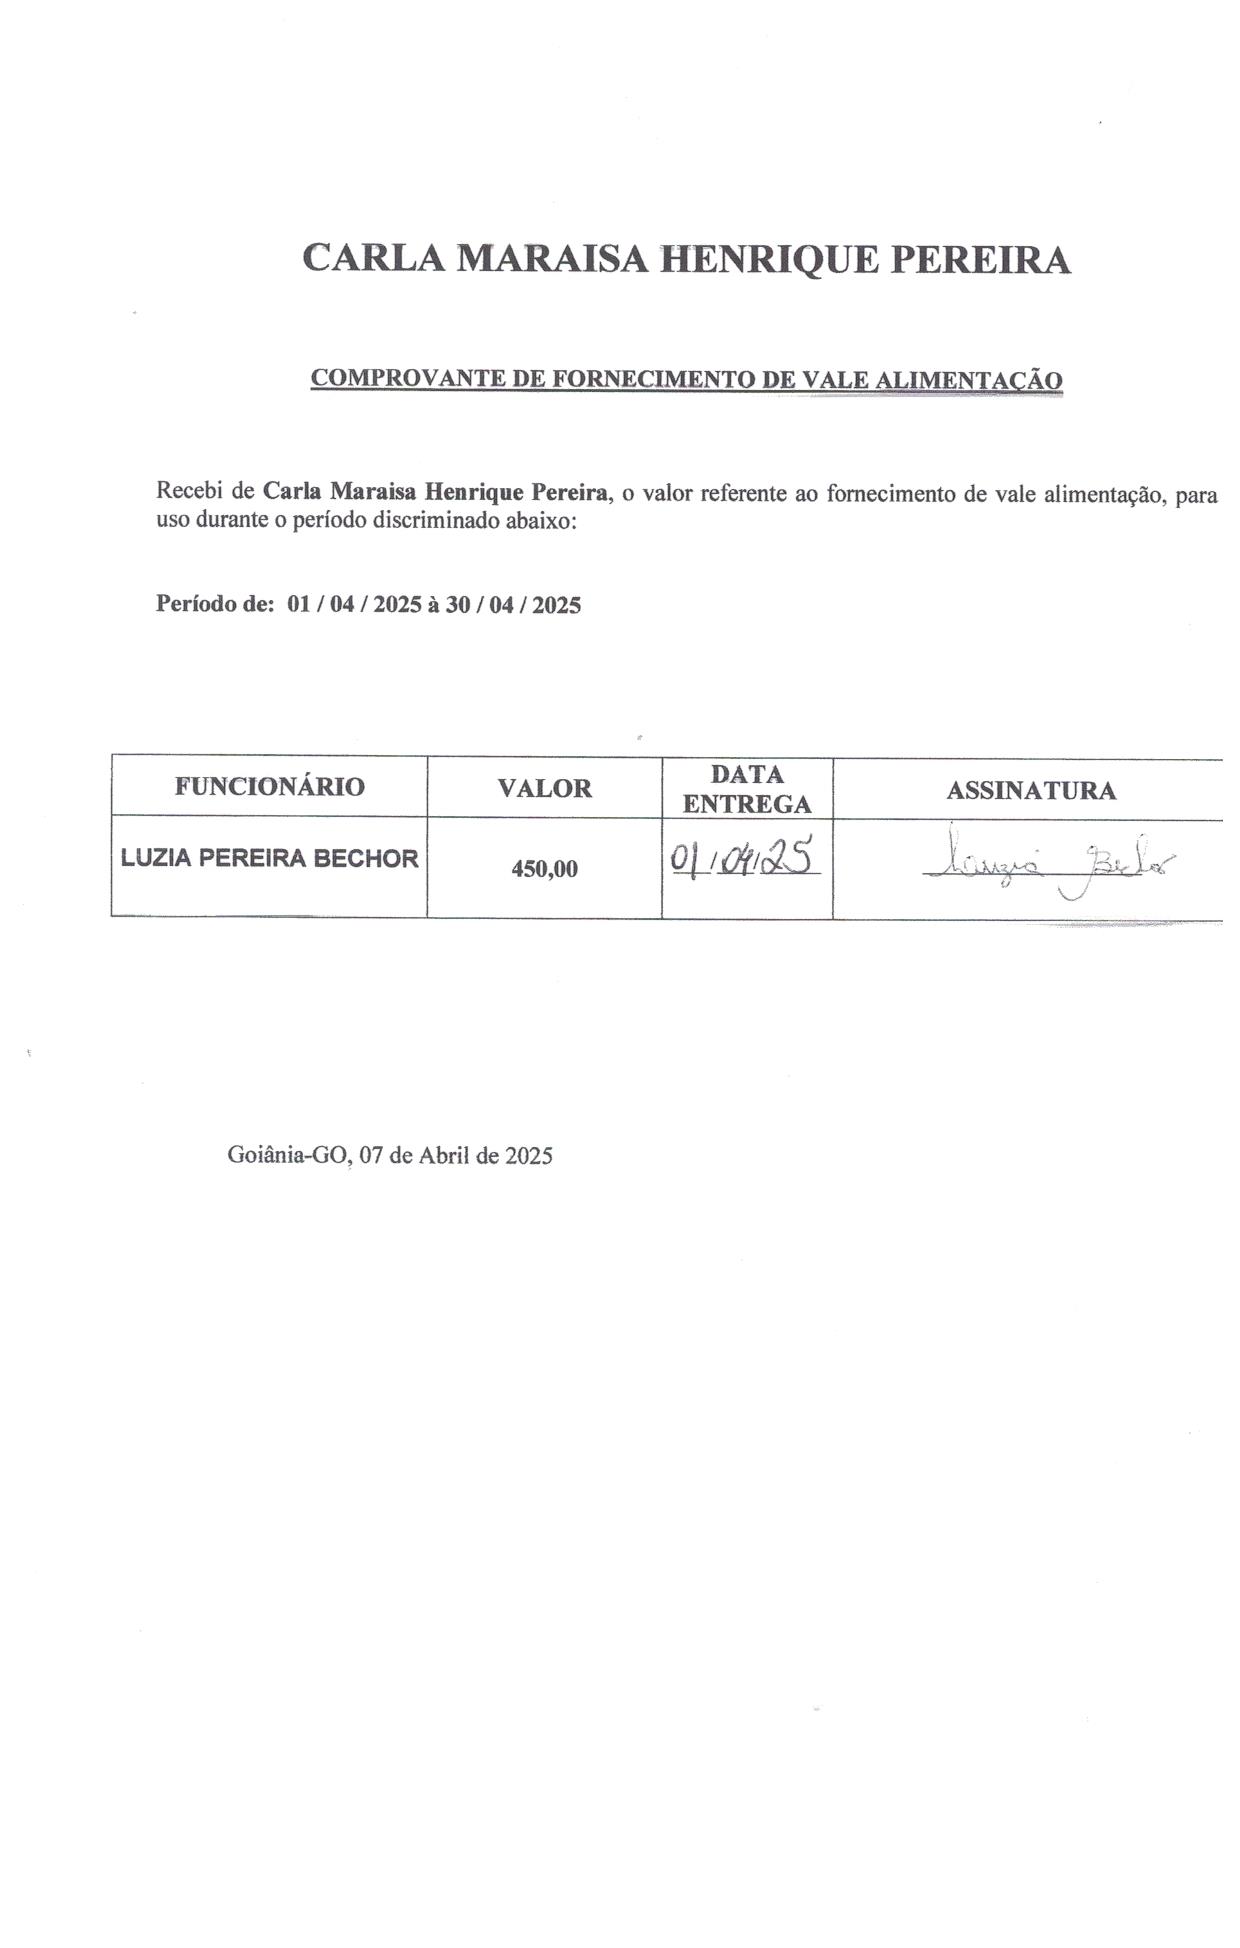 CARLA MARAISA HENRIQUE PEREIRA
COMPROVANTE DE FORNECIMENTO DE VALE ALIMENTAÇÃO
Recebi de Carla Maraisa Henrique Pereira, o valor referente ao fornecimento de vale alimentação, para
uso durante o período discriminado abaixo:
Período de: 01 / 04 / 2025 à 30 / 04 / 2025
FUNCIONÁRIO VALOR DATA ENTREGA ASSINATURA
LUZIA PEREIRA BECHOR 450,00 01/04/25 Luzia Bechor
Goiânia-GO, 07 de Abril de 2025